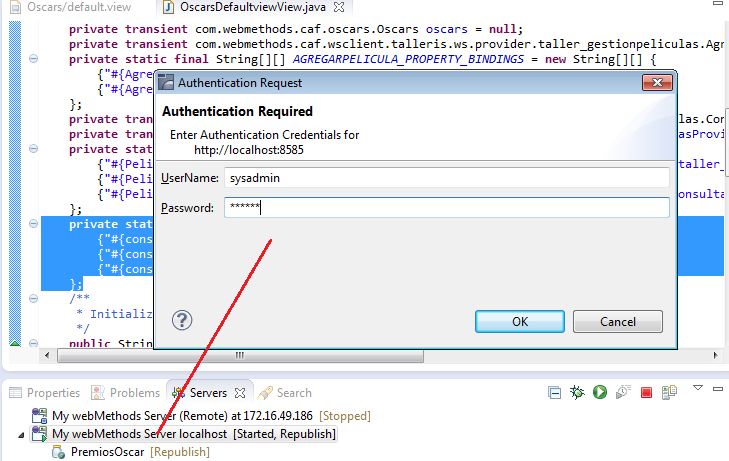 Oscars/default.view OscarsDefaultviewView.java
private transient com.webmethods.caf.oscars.Oscars oscars = null;
private transient com.webmethods.caf.wsclient.talleris.ws.provider.taller_gestionpeliculas.Agr
private static final String[][] AGREGARPELICULA_PROPERTY_BINDINGS = new String[][] {
{"#{Agre
{"#{Agre
};
private tran las.Con
private tran lasProvi
private stat
{"#{Peli taller_
{"#{Peli
{"#{Peli onsulta
};
private stat
{"#{cons
{"#{cons
{"#{cons
};
/**
* Initializ
*/
public Strin
Authentication Request
Authentication Required
Enter Authentication Credentials for
http://localhost:8585
UserName: sysadmin
Password: ******
OK Cancel
Properties Problems Servers Search
My webMethods Server (Remote) at 172.16.49.186 [Stopped]
My webMethods Server localhost [Started, Republish]
PremiosOscar [Republish]